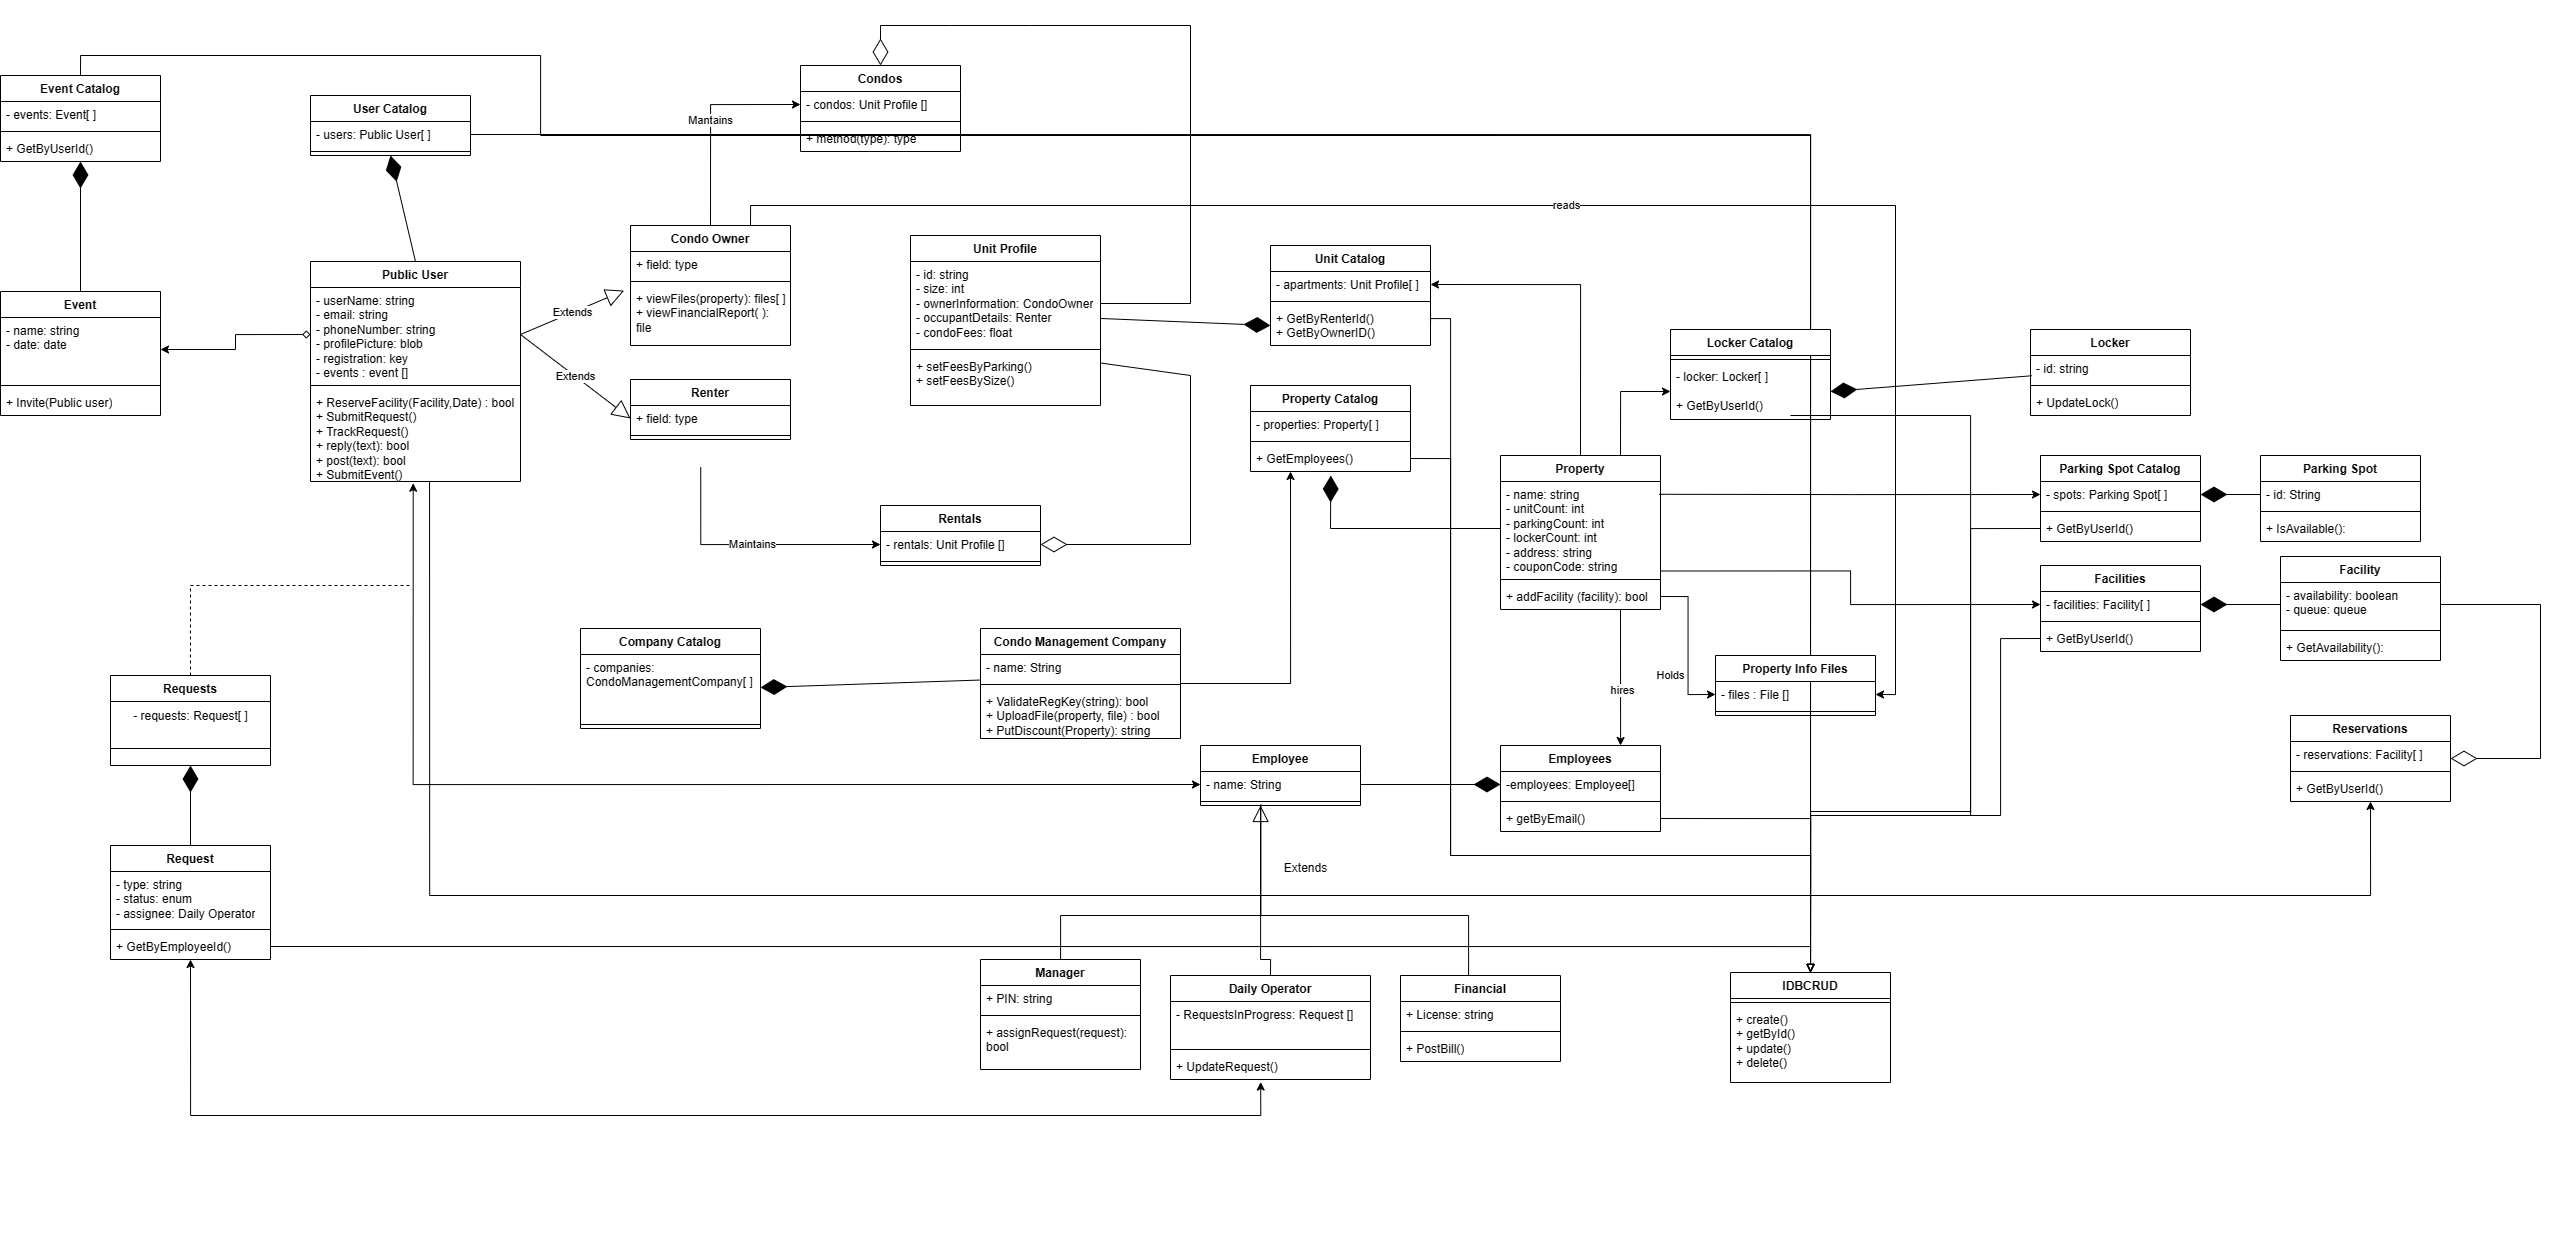 Event Catalog
- events: Event[ ]
+ GetByUserId()
User Catalog
- users: Public User[ ]
Condos
- condos: Unit Profile []
+ method(type): type
Mantains
reads
Condo Owner
+ field: type
+ viewFiles(property): files[ ]
+ viewFinancialReport( ):
file
Unit Profile
- id: string
- size: int
- ownerInformation: CondoOwner
- occupantDetails: Renter
- condoFees: float
+ setFeesByParking()
+ setFeesBySize()
Unit Catalog
- apartments: Unit Profile[ ]
+ GetByRenterId()
+ GetByOwnerID()
Public User
- userName: string
- email: string
- phoneNumber: string
- profilePicture: blob
- registration: key
- events : event []
+ ReserveFacility(Facility,Date) : bool
+ SubmitRequest()
+ TrackRequest()
+ reply(text): bool
+ post(text): bool
+ SubmitEvent()
Event
- name: string
- date: date
+ Invite(Public user)
Extends
Extends
Renter
+ field: type
Property Catalog
- properties: Property[ ]
+ GetEmployees()
Locker Catalog
- locker: Locker[ ]
+ GetByUserId()
Locker
- id: string
+ UpdateLock()
Property
- name: string
- unitCount: int
- parkingCount: int
- lockerCount: int
- address: string
- couponCode: string
+ addFacility (facility): bool
Parking Spot Catalog
- spots: Parking Spot[ ]
+ GetByUserId()
Parking Spot
- id: String
+ IsAvailable():
Rentals
- rentals: Unit Profile []
Maintains
Facilities
- facilities: Facility[ ]
+ GetByUserId()
Facility
- availability: boolean
- queue: queue
+ GetAvailability():
Company Catalog
- companies:
CondoManagementCompany[ ]
Condo Management Company
- name: String
+ ValidateRegKey(string): bool
+ UploadFile(property, file) : bool
+ PutDiscount(Property): string
Holds
hires
Property Info Files
- files : File []
Requests
- requests: Request[ ]
Reservations
- reservations: Facility[ ]
+ GetByUserId()
Employee
- name: String
Employees
-employees: Employee[]
+ getByEmail()
Extends
Request
- type: string
- status: enum
- assignee: Daily Operator
+ GetByEmployeeId()
Manager
+ PIN: string
+ assignRequest(request):
bool
Daily Operator
- RequestsInProgress: Request []
+ UpdateRequest()
Financial
+ License: string
+ PostBill()
IDBCRUD
+ create()
+ getById()
+ update()
+ delete()